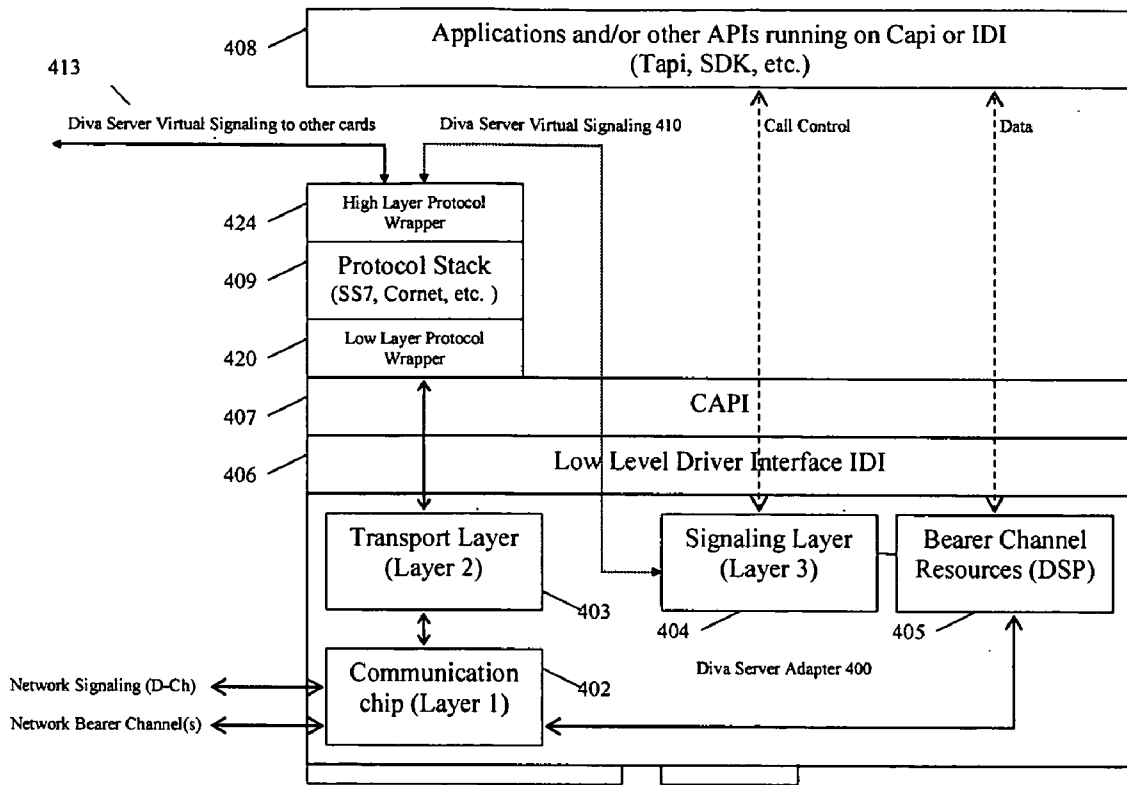 Applications and/or other APIs running on Capi or IDI
(Tapi, SDK, etc.)
408
413
Diva Server Virtual Signaling to other cards
Diva Server Virtual Signaling 410
Call Control
Data
High Layer Protocol
Wrapper
424
Protocol Stack
(SS7, Cornet, etc. )
409
Low Layer Protocol
Wrapper
420
CAPI
407
Low Level Driver Interface IDI
406
Transport Layer
(Layer 2)
403
Signaling Layer
(Layer 3)
404
Bearer Channel
Resources (DSP)
405
Diva Server Adapter 400
Communication
chip (Layer 1)
402
Network Signaling (D-Ch)
Network Bearer Channel(s)